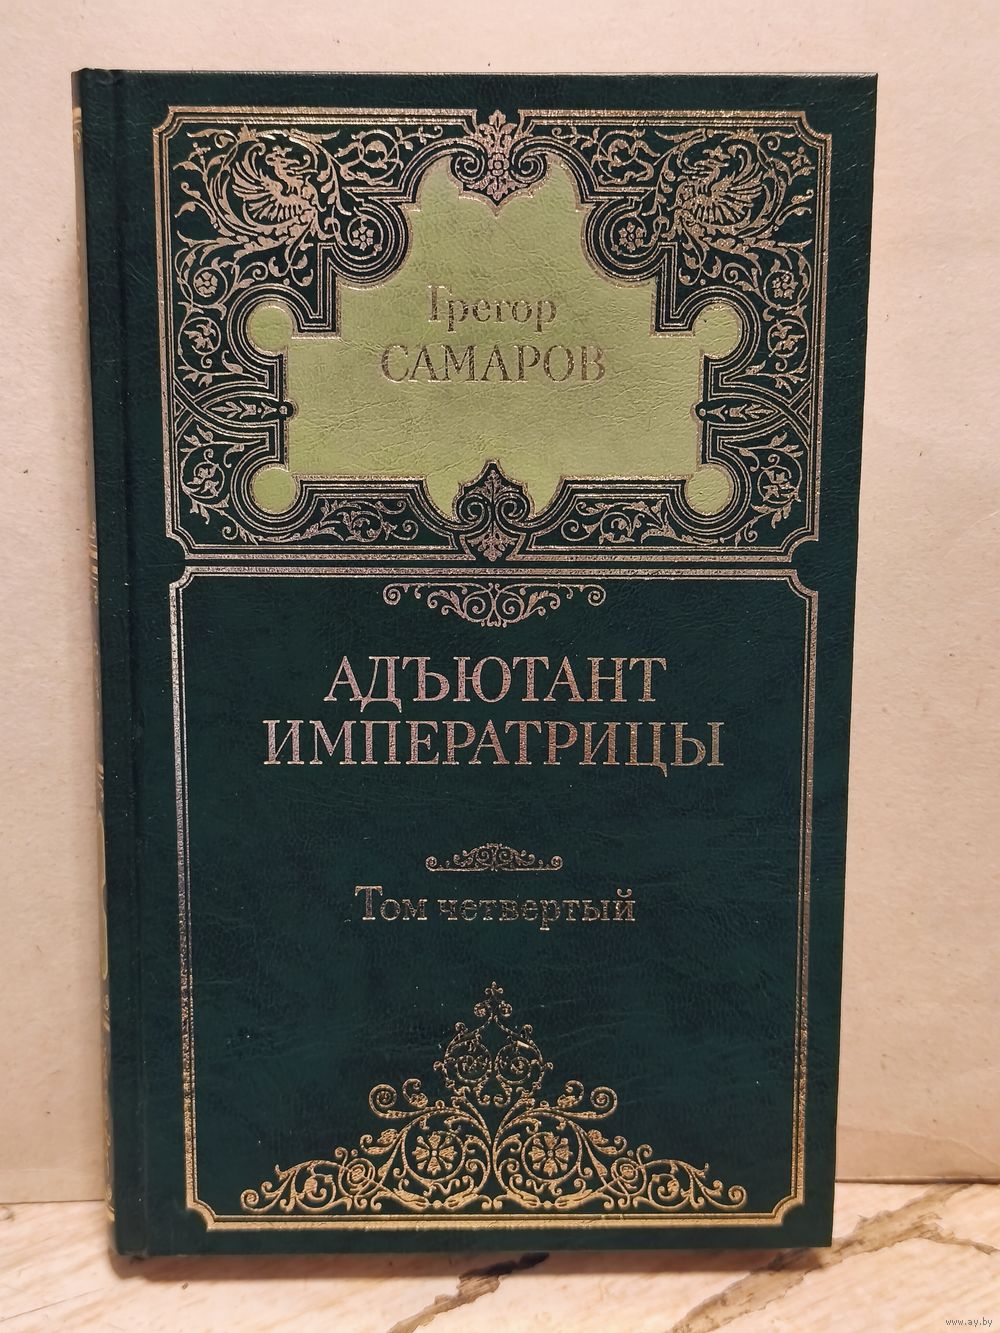 Грегор
САМАРОВ
АДЪЮТАНТ
ИМПЕРАТРИЦЫ
Том четвертый
www.ay.by